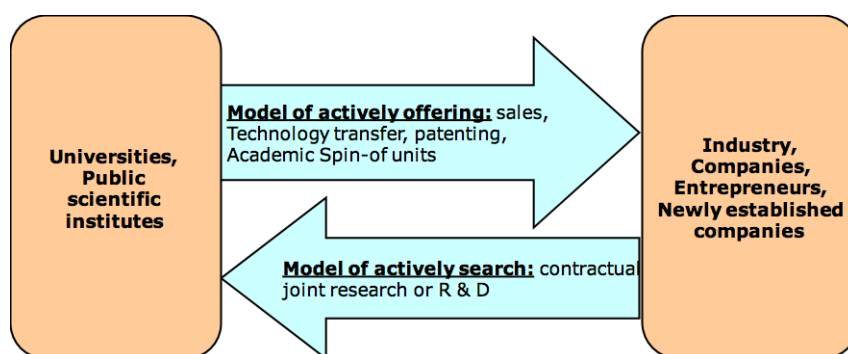 Universities,
Public
scientific
institutes
Model of actively offering: sales,
Technology transfer, patenting,
Academic Spin-of units
Model of actively search: contractual
joint research or R & D
Industry,
Companies,
Entrepreneurs,
Newly established
companies